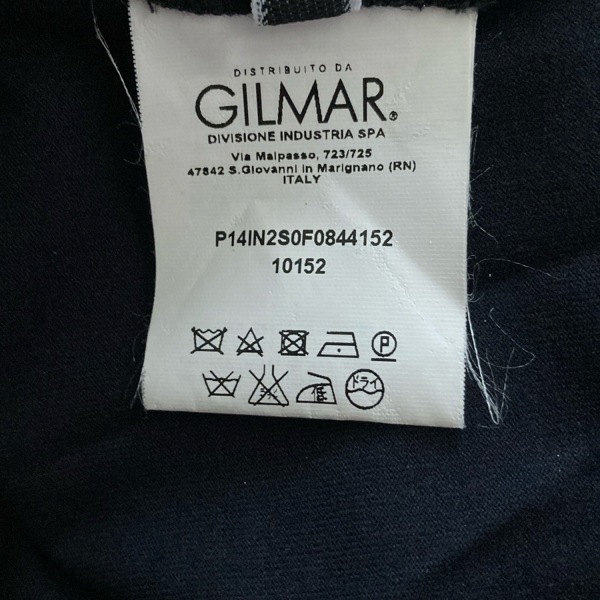 DISTRIBUITO DA
GILMAR®
DIVISIONE INDUSTRIA SPA
Via Malpasso, 723/725
47842 S.Giovanni in Marignano (RN)
ITALY
P14IN2S0F0844152
10152
P
低 ドライ